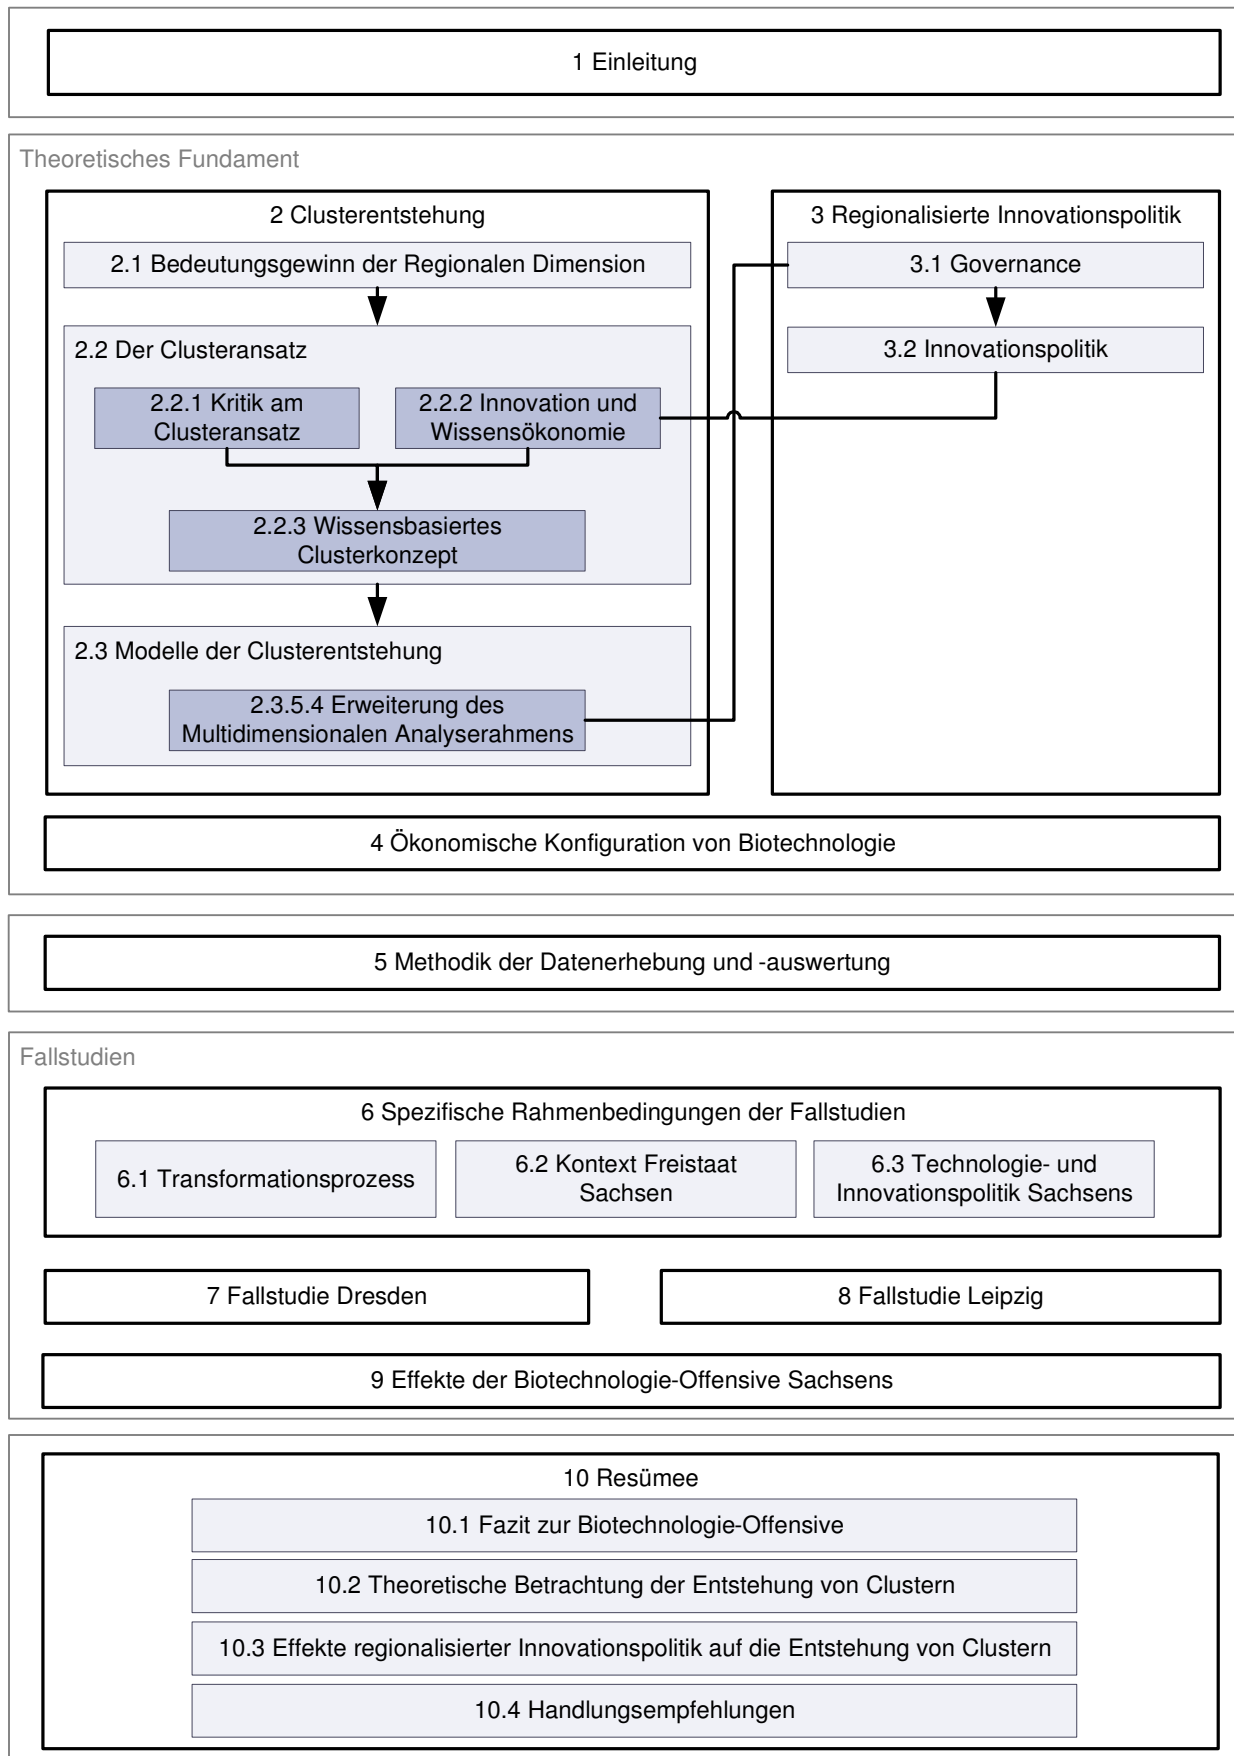 1 Einleitung
Theoretisches Fundament
2 Clusterentstehung
2.1 Bedeutungsgewinn der Regionalen Dimension
2.2 Der Clusteransatz
2.2.1 Kritik am
Clusteransatz
2.2.2 Innovation und
Wissensökonomie
2.2.3 Wissensbasiertes
Clusterkonzept
2.3 Modelle der Clusterentstehung
2.3.5.4 Erweiterung des
Multidimensionalen Analyserahmens
3 Regionalisierte Innovationspolitik
3.1 Governance
3.2 Innovationspolitik
4 Ökonomische Konfiguration von Biotechnologie
5 Methodik der Datenerhebung und -auswertung
Fallstudien
6 Spezifische Rahmenbedingungen der Fallstudien
6.1 Transformationsprozess
6.2 Kontext Freistaat
Sachsen
6.3 Technologie- und
Innovationspolitik Sachsens
7 Fallstudie Dresden
8 Fallstudie Leipzig
9 Effekte der Biotechnologie-Offensive Sachsens
10 Resümee
10.1 Fazit zur Biotechnologie-Offensive
10.2 Theoretische Betrachtung der Entstehung von Clustern
10.3 Effekte regionalisierter Innovationspolitik auf die Entstehung von Clustern
10.4 Handlungsempfehlungen